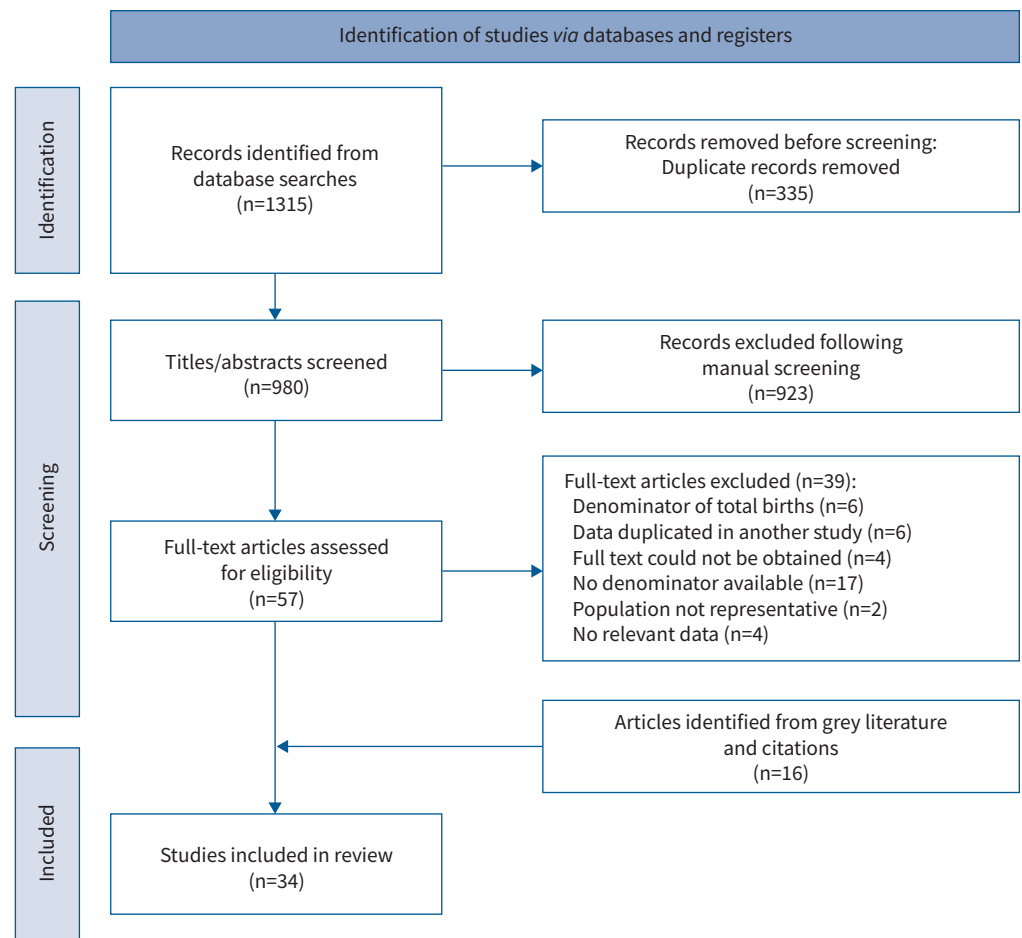 Identification of studies via databases and registers
Identification
Records identified from
database searches
(n=1315)
Records removed before screening:
Duplicate records removed
(n=335)
Screening
Titles/abstracts screened
(n=980)
Records excluded following
manual screening
(n=923)
Full-text articles assessed
for eligibility
(n=57)
Full-text articles excluded (n=39):
Denominator of total births (n=6)
Data duplicated in another study (n=6)
Full text could not be obtained (n=4)
No denominator available (n=17)
Population not representative (n=2)
No relevant data (n=4)
Articles identified from grey literature
and citations
(n=16)
Included
Studies included in review
(n=34)